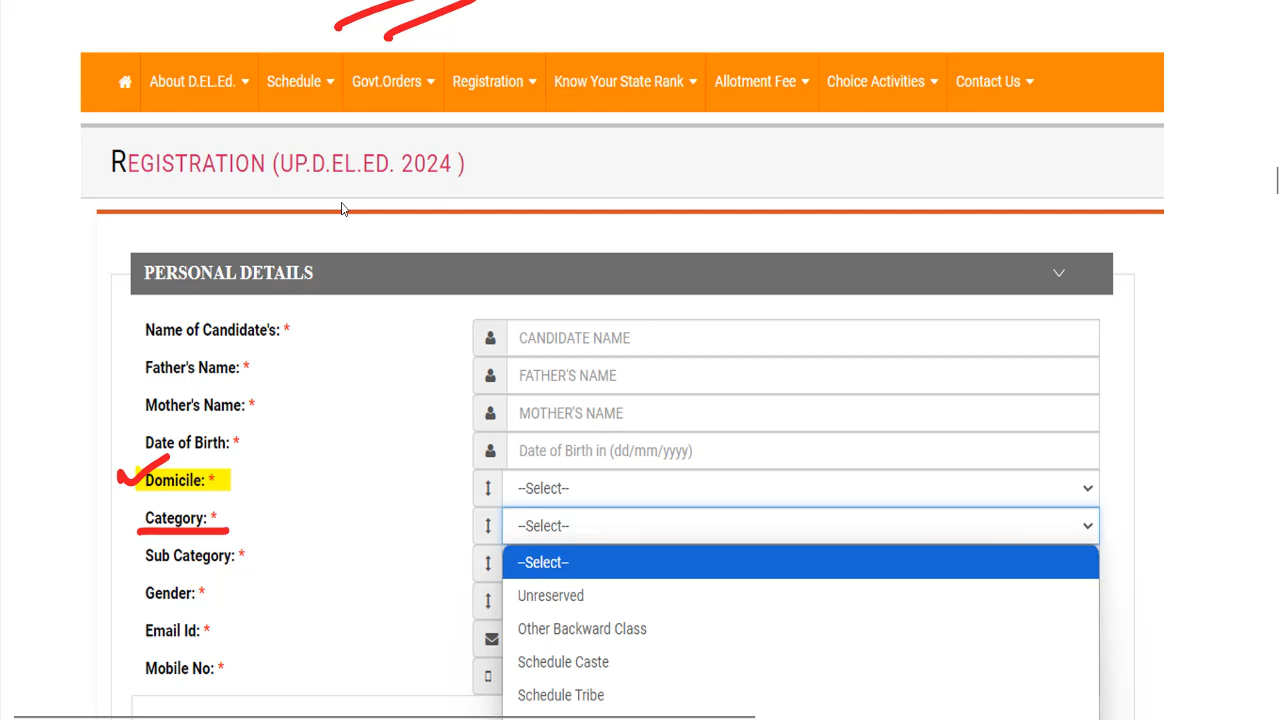 About D.EL.Ed. Schedule Govt.Orders Registration Know Your State Rank Allotment Fee Choice Activities Contact Us
REGISTRATION (UP.D.EL.ED. 2024 )
PERSONAL DETAILS
Name of Candidate's: * CANDIDATE NAME
Father's Name: * FATHER'S NAME
Mother's Name: * MOTHER'S NAME
Date of Birth: * Date of Birth in (dd/mm/yyyy)
Domicile: * --Select--
Category: * --Select--
Sub Category: * --Select--
Gender: * Unreserved
Email Id: * Other Backward Class
Mobile No: * Schedule Caste
Schedule Tribe